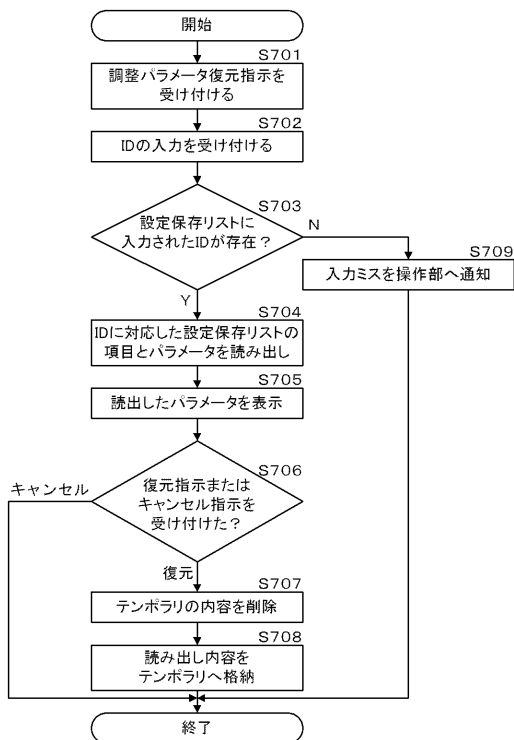 開始
S701
調整パラメータ復元指示を
受け付ける
S702
IDの入力を受け付ける
S703
設定保存リストに
入力されたIDが存在？
N
Y
S709
入力ミスを操作部へ通知
S704
IDに対応した設定保存リストの
項目とパラメータを読み出し
S705
読出したパラメータを表示
S706
復元指示または
キャンセル指示を
受け付けた？
キャンセル
復元
S707
テンポラリの内容を削除
S708
読み出し内容を
テンポラリへ格納
終了